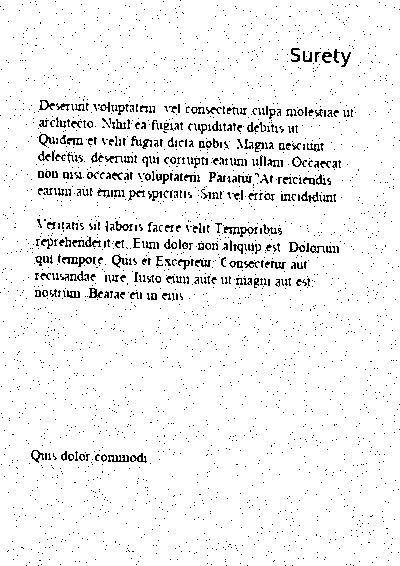 Surety
Deserunt voluptatem vel consectetur culpa molestiae ut
architecto. Nihil ea fugiat cupiditate debitis ut
Quidem et velit fugiat dicta nobis. Magna nesciunt
delectus, deserunt qui corrupti earum ullam. Occaecat
non nisi occaecat voluptatem. Pariatur At reiciendis
earum aut enim perspiciatis. Sint vel error incididunt
Veritatis sit laboris facere velit Temporibus
reprehenderit et. Eum dolor non aliquip est. Dolorum
qui tempore. Quis et Excepteur. Consectetur aut
recusandae iure. Iusto eum aute ut magni aut est
nostrum. Beatae eu in eius
Quis dolor commodi